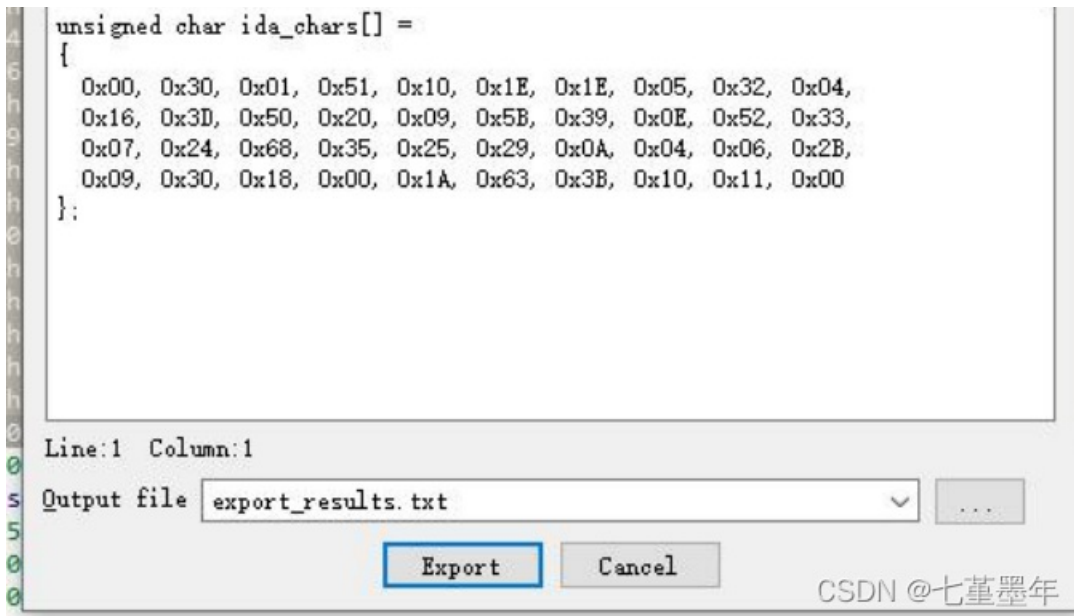 unsigned char ida_chars[] =
{
0x00, 0x30, 0x01, 0x51, 0x10, 0x1E, 0x1E, 0x05, 0x32, 0x04,
0x16, 0x3D, 0x50, 0x20, 0x09, 0x5B, 0x39, 0x0E, 0x52, 0x33,
0x07, 0x24, 0x68, 0x35, 0x25, 0x29, 0x0A, 0x04, 0x06, 0x2B,
0x09, 0x30, 0x18, 0x00, 0x1A, 0x63, 0x3B, 0x10, 0x11, 0x00
};
Line:1 Column:1
Output file export_results.txt ...
Export Cancel
CSDN @七堇墨年